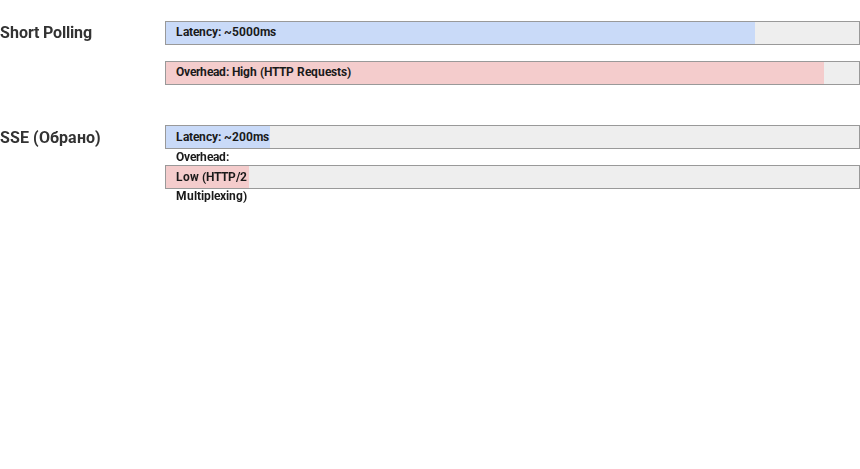 Short Polling
Latency: ~5000ms
Overhead: High (HTTP Requests)
SSE (Обрано)
Latency: ~200ms
Overhead:
Low (HTTP/2
Multiplexing)